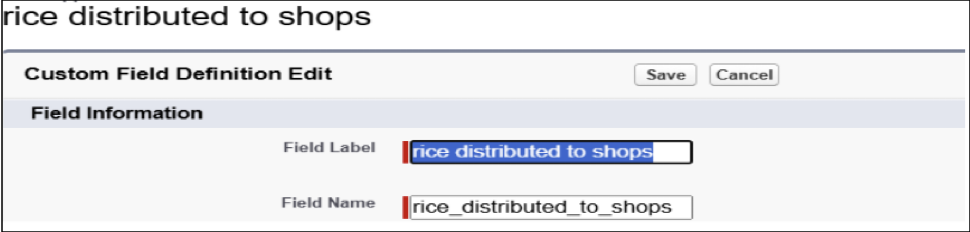 rice distributed to shops
Custom Field Definition Edit Save Cancel
Field Information
Field Label rice distributed to shops
Field Name rice_distributed_to_shops